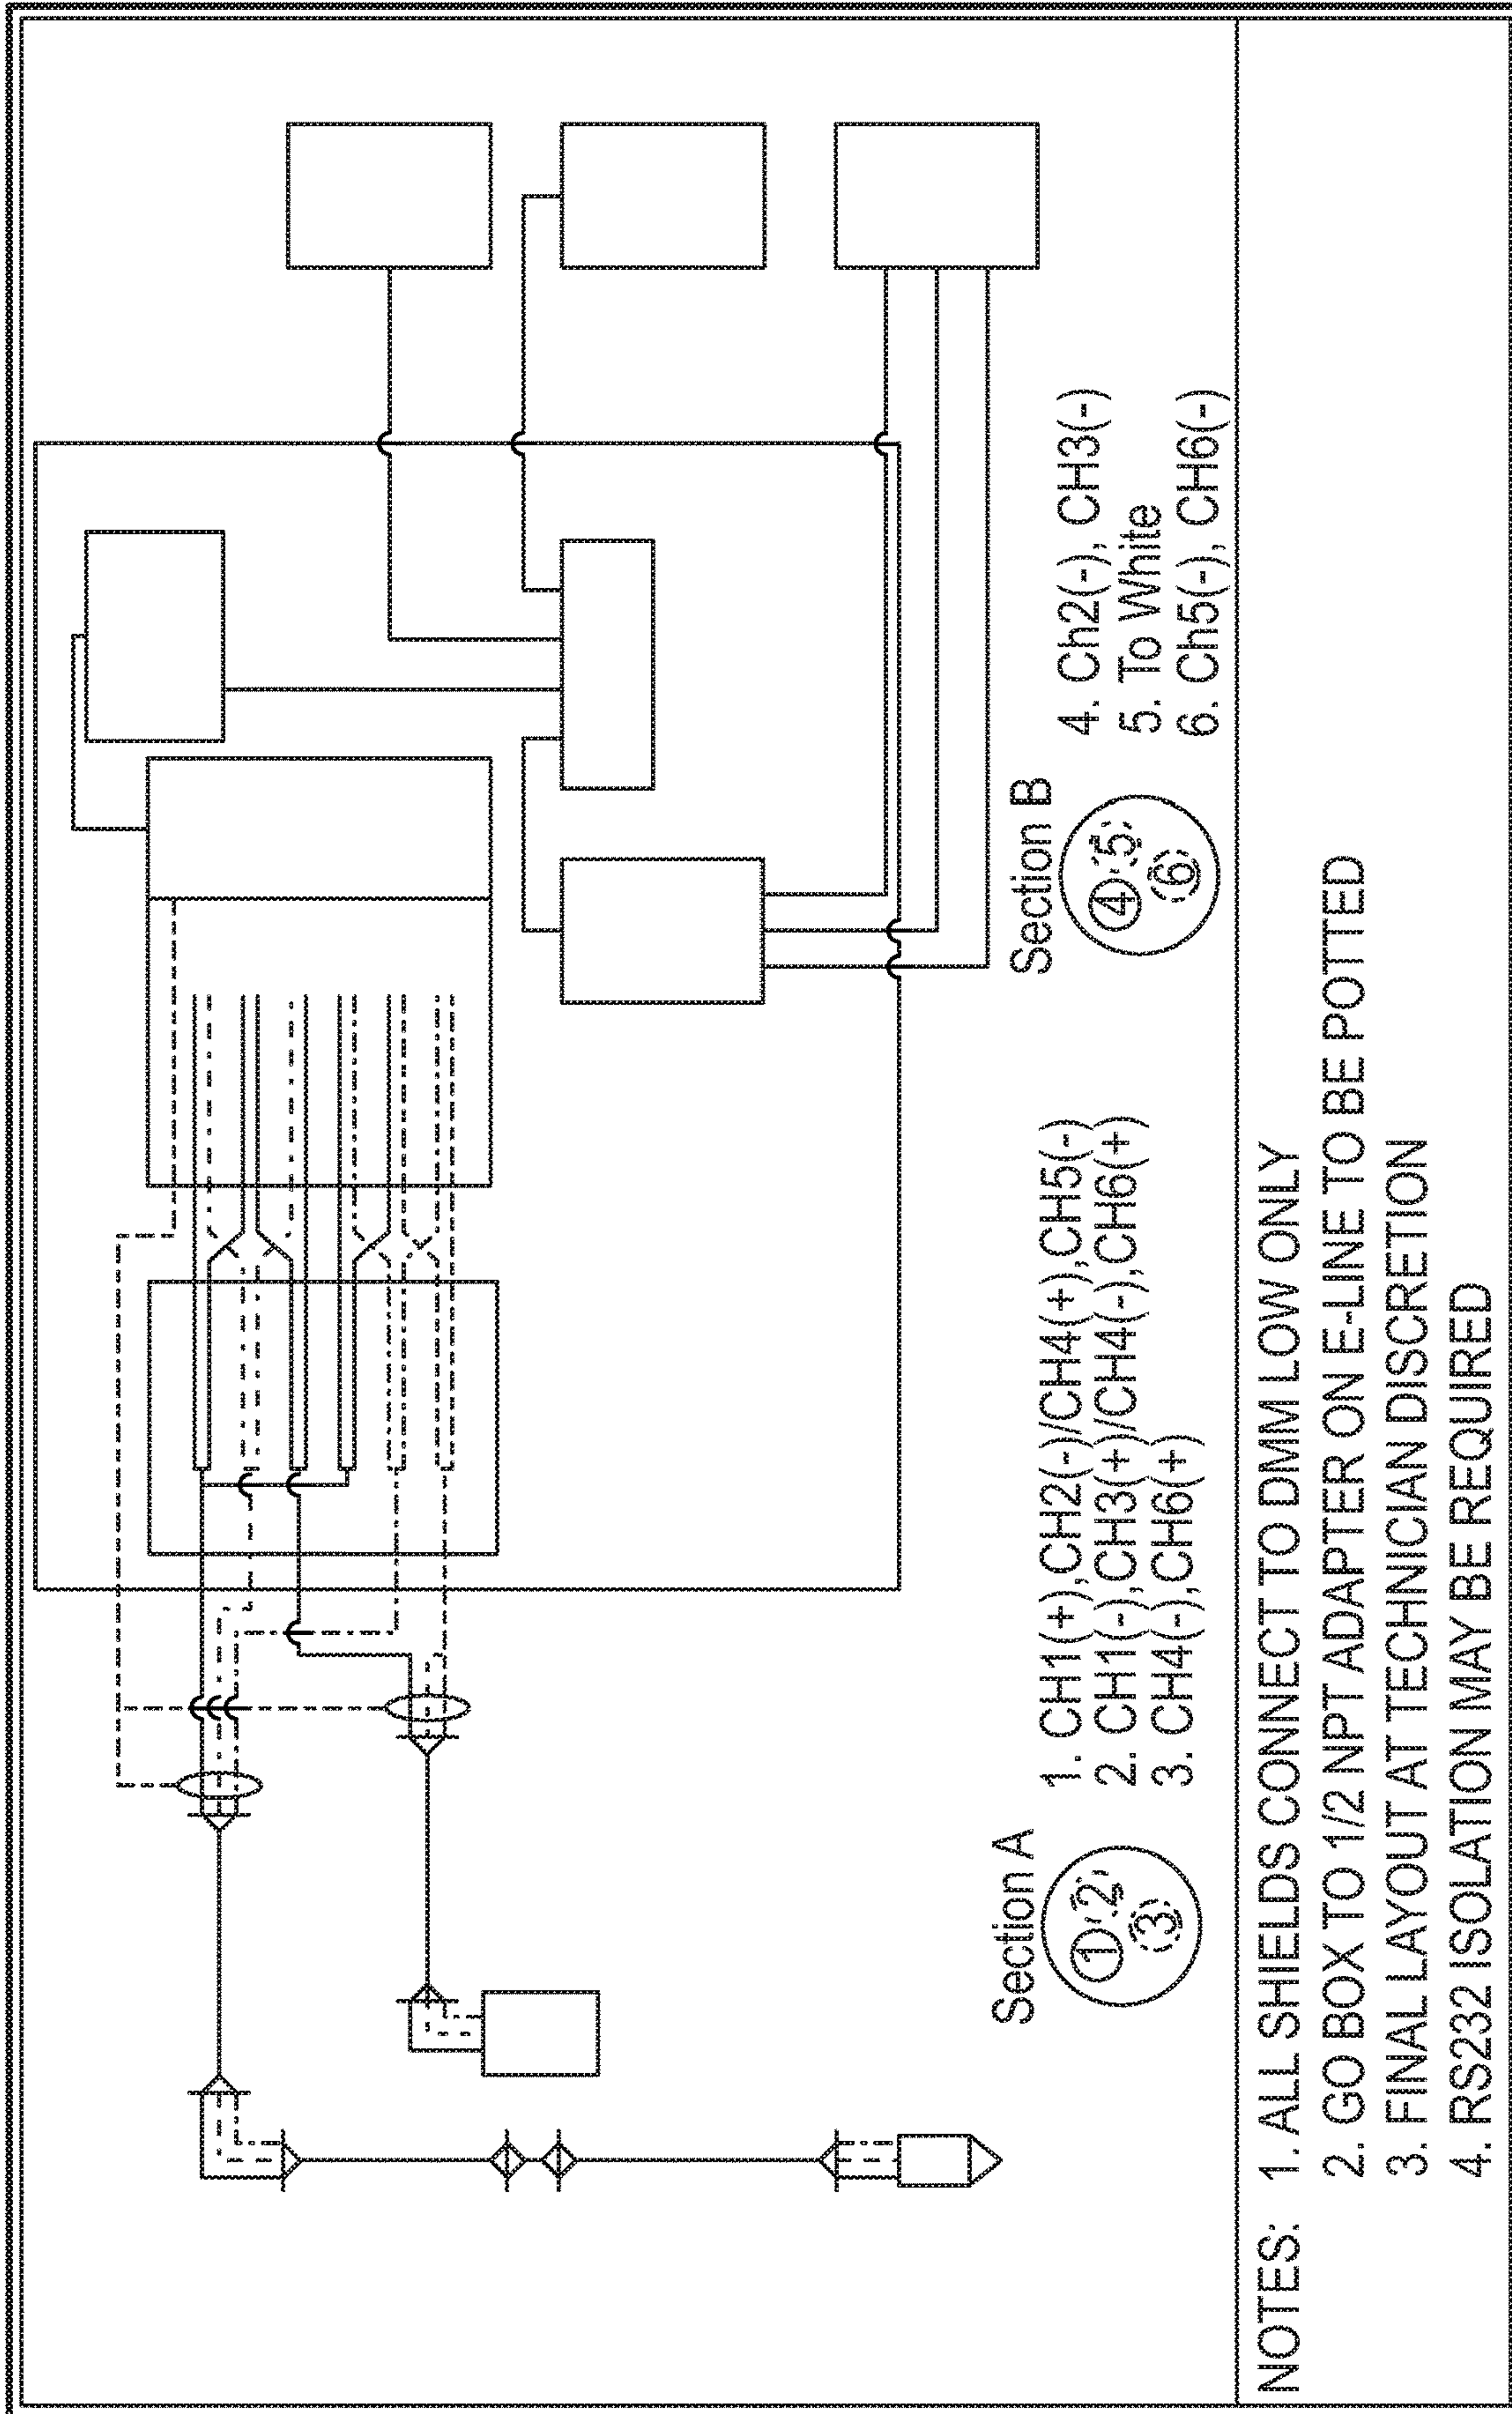 Section A
1 2
3
1. CH1(+),CH2(-)/CH4(+),CH5(-)
2. CH1(-),CH3(+)/CH4(-),CH6(+)
3. CH4(-),CH6(+)
Section B
4 5
6
4. Ch2(-), CH3(-)
5. To White
6. Ch5(-), CH6(-)
NOTES: 1. ALL SHIELDS CONNECT TO DMM LOW ONLY
2. GO BOX TO 1/2 NPT ADAPTER ON E-LINE TO BE POTTED
3. FINAL LAYOUT AT TECHNICIAN DISCRETION
4. RS232 ISOLATION MAY BE REQUIRED